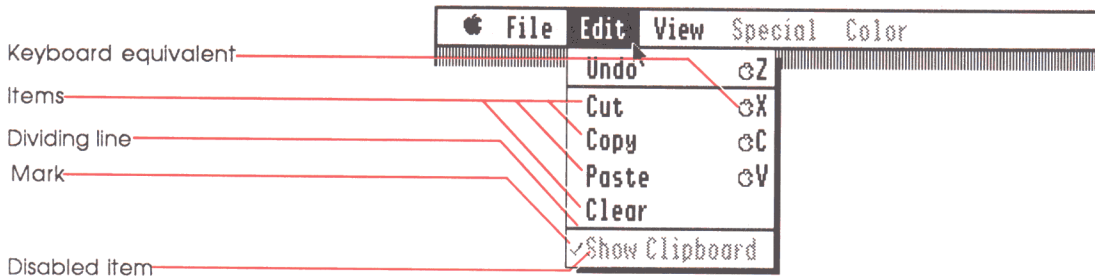 File Edit View Special Color
Keyboard equivalent
Undo Z
Items
Cut X
Dividing line
Copy C
Mark
Paste V
Clear
Show Clipboard
Disabled item